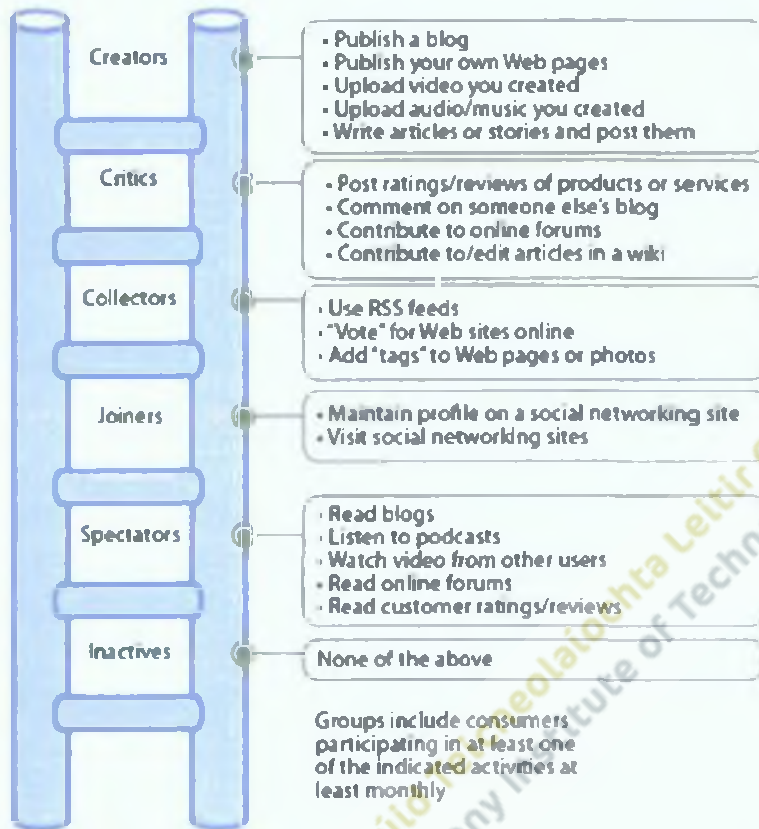 Creators
• Publish a blog
• Publish your own Web pages
• Upload video you created
• Upload audio/music you created
• Write articles or stories and post them
Critics
• Post ratings/reviews of products or services
• Comment on someone else's blog
• Contribute to online forums
• Contribute to/edit articles in a wiki
Collectors
• Use RSS feeds
• "Vote" for Web sites online
• Add "tags" to Web pages or photos
Joiners
• Maintain profile on a social networking site
• Visit social networking sites
Spectators
• Read blogs
• Listen to podcasts
• Watch video from other users
• Read online forums
• Read customer ratings/reviews
Inactives
None of the above
Groups include consumers
participating in at least one
of the indicated activities at
least monthly
Leitir
Institute of